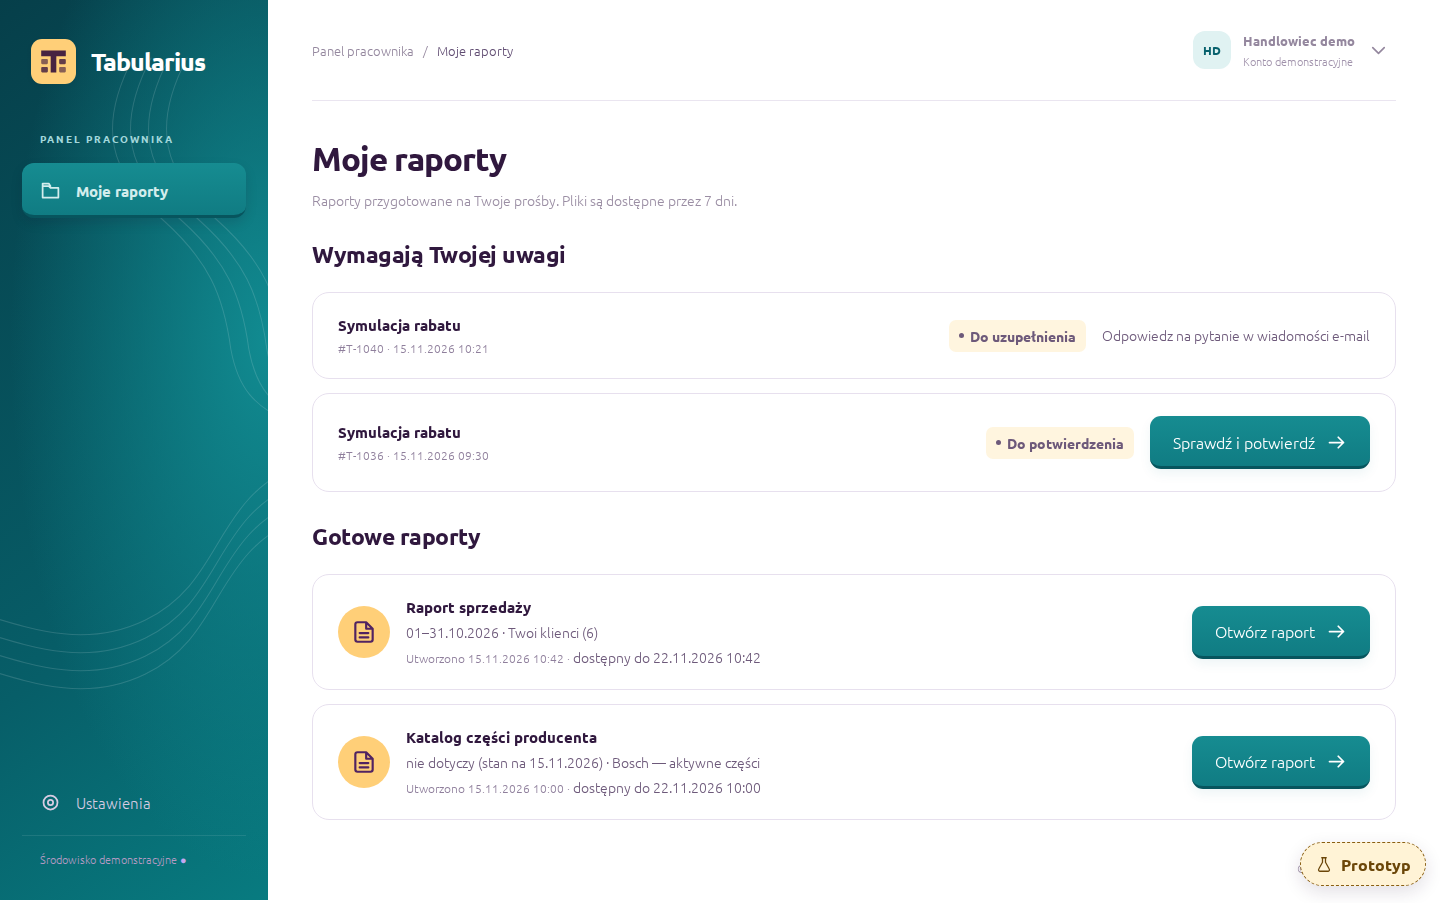 Tabularius
PANEL PRACOWNIKA
Moje raporty
Ustawienia
Środowisko demonstracyjne
Panel pracownika / Moje raporty
HD
Handlowiec demo
Konto demonstracyjne
Moje raporty
Raporty przygotowane na Twoje prośby. Pliki są dostępne przez 7 dni.
Wymagają Twojej uwagi
Symulacja rabatu
#T-1040 · 15.11.2026 10:21
• Do uzupełnienia
Odpowiedz na pytanie w wiadomości e-mail
Symulacja rabatu
#T-1036 · 15.11.2026 09:30
• Do potwierdzenia
Sprawdź i potwierdź →
Gotowe raporty
Raport sprzedaży
01–31.10.2026 · Twoi klienci (6)
Utworzono 15.11.2026 10:42 · dostępny do 22.11.2026 10:42
Otwórz raport →
Katalog części producenta
nie dotyczy (stan na 15.11.2026) · Bosch — aktywne części
Utworzono 15.11.2026 10:00 · dostępny do 22.11.2026 10:00
Otwórz raport →
Prototyp